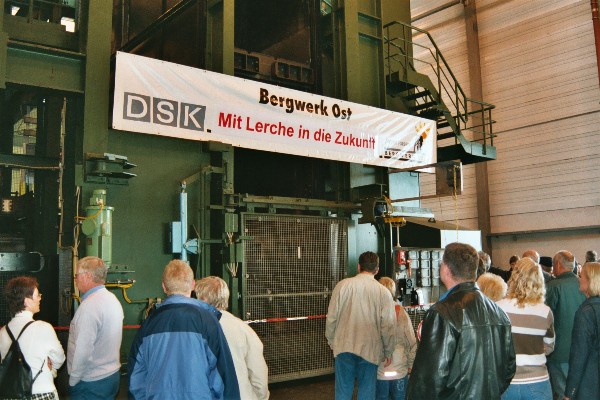 DSK
Bergwerk Ost
Mit Lerche in die Zukunft